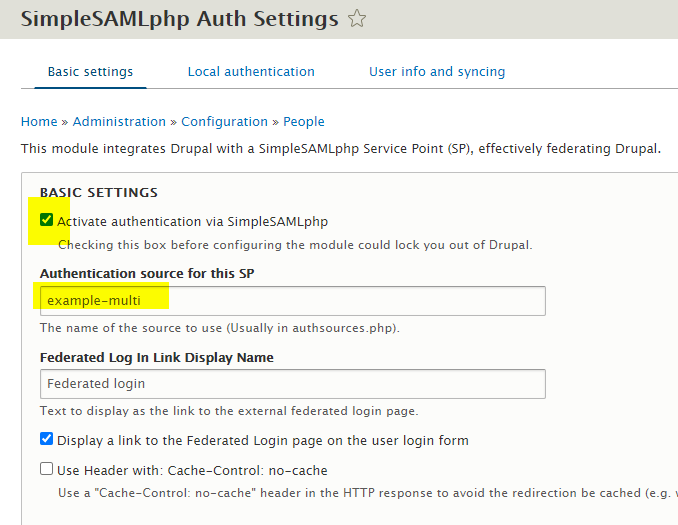 SimpleSAMLphp Auth Settings
Basic settings
Local authentication
User info and syncing
Home » Administration » Configuration » People
This module integrates Drupal with a SimpleSAMLphp Service Point (SP), effectively federating Drupal.
BASIC SETTINGS
Activate authentication via SimpleSAMLphp
Checking this box before configuring the module could lock you out of Drupal.
Authentication source for this SP
example-multi
The name of the source to use (Usually in authsources.php).
Federated Log In Link Display Name
Federated login
Text to display as the link to the external federated login page.
Display a link to the Federated Login page on the user login form
Use Header with: Cache-Control: no-cache
Use a "Cache-Control: no-cache" header in the HTTP response to avoid the redirection be cached (e.g.